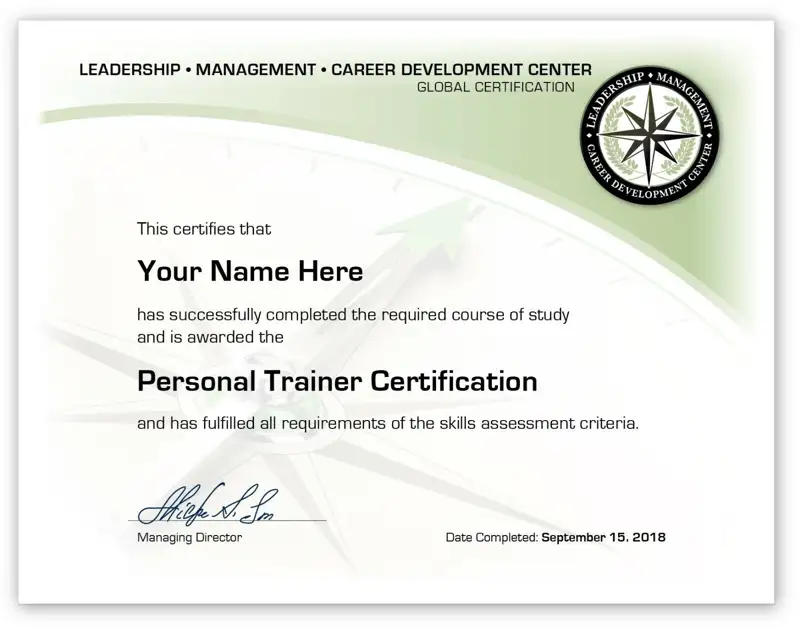 LEADERSHIP • MANAGEMENT • CAREER DEVELOPMENT CENTER
GLOBAL CERTIFICATION
LEADERSHIP ♦ MANAGEMENT
CAREER DEVELOPMENT CENTER
This certifies that
Your Name Here
has successfully completed the required course of study
and is awarded the
Personal Trainer Certification
and has fulfilled all requirements of the skills assessment criteria.
Managing Director
Date Completed: September 15, 2018